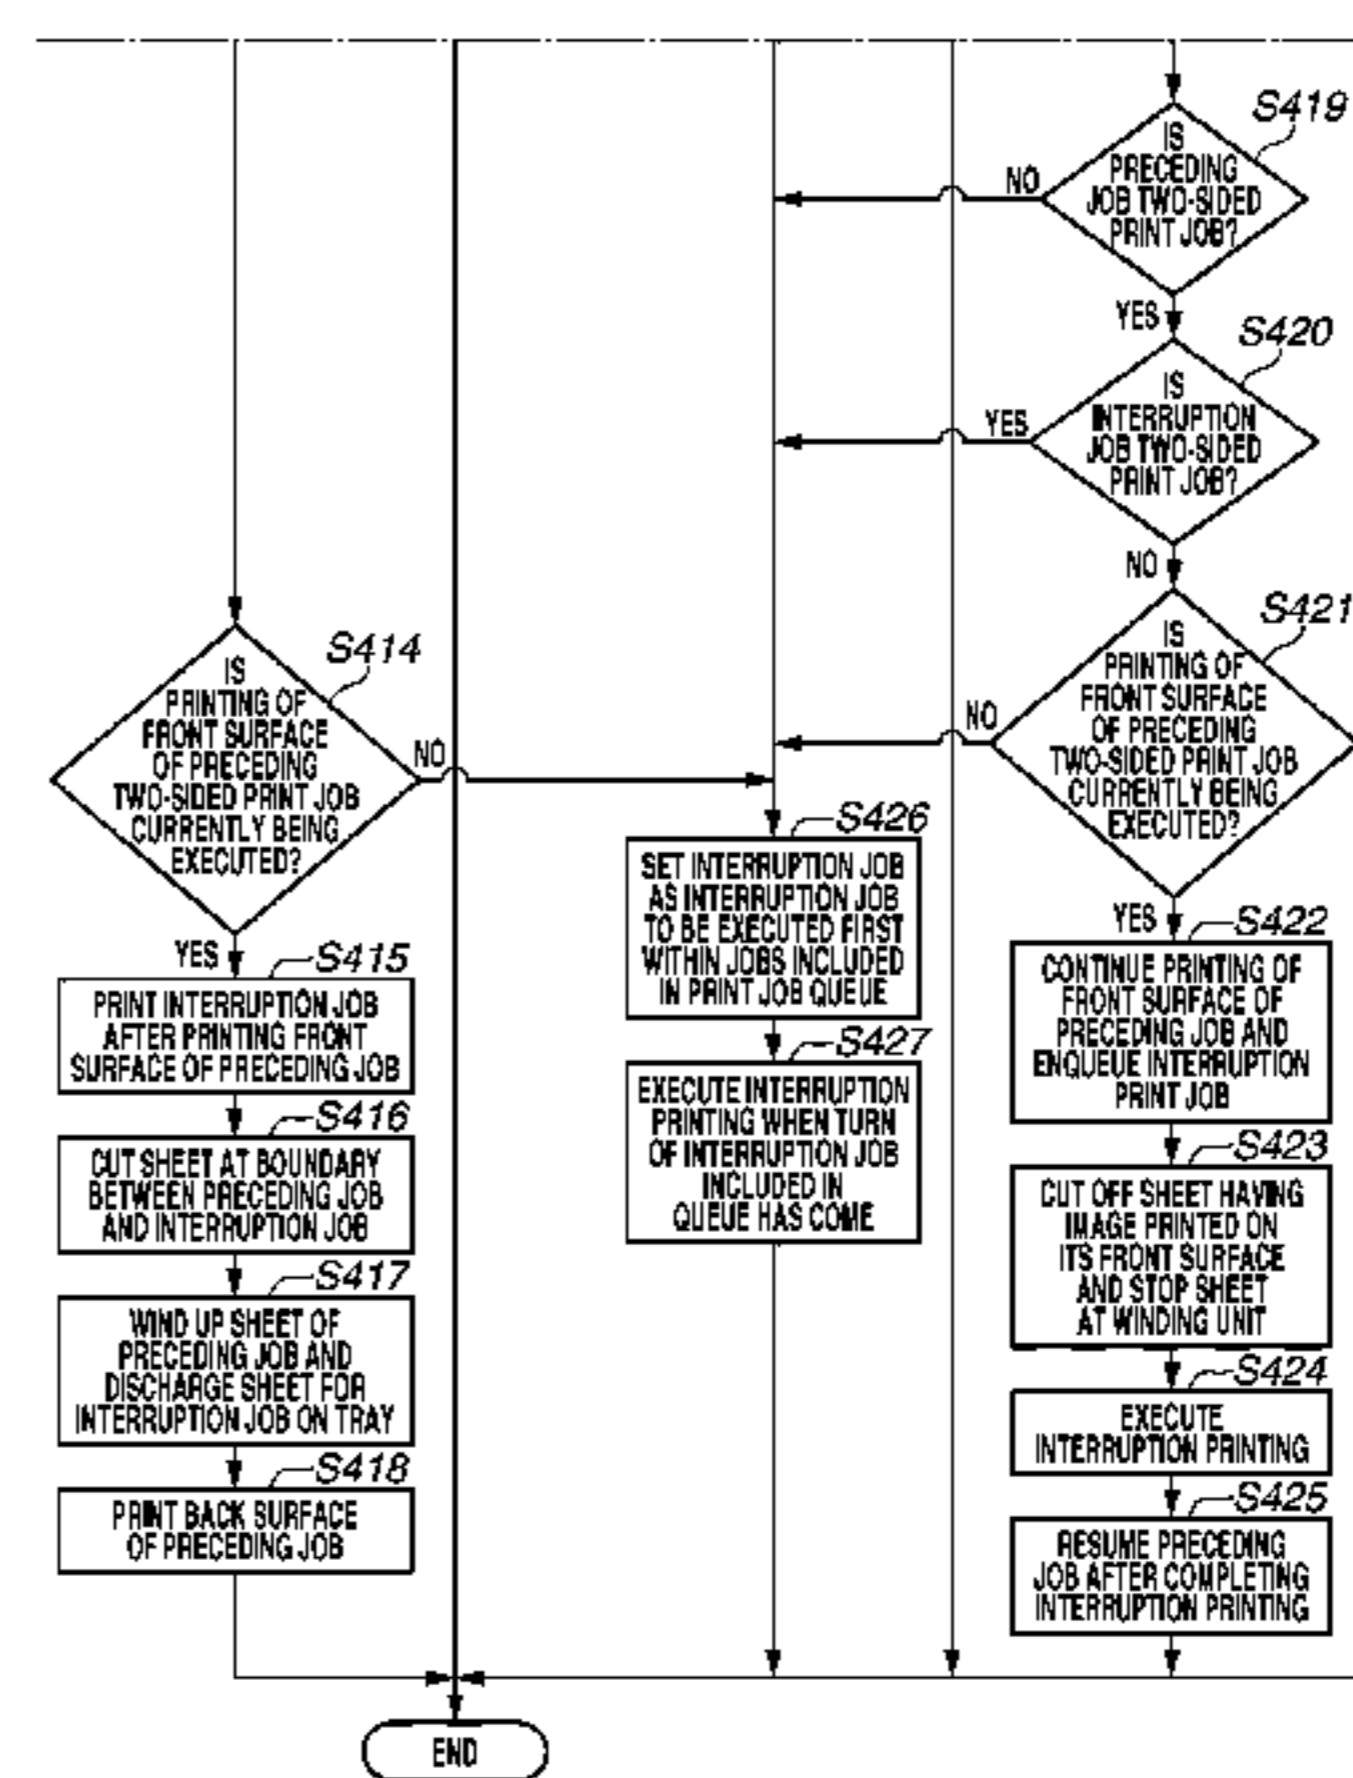 S419
IS
PRECEDING
JOB TWO-SIDED
PRINT JOB?
NO
YES
S420
IS
INTERRUPTION
JOB TWO-SIDED
PRINT JOB?
YES
NO
S421
IS
PRINTING OF
FRONT SURFACE
OF PRECEDING
TWO-SIDED PRINT JOB
CURRENTLY BEING
EXECUTED?
NO
YES
S414
IS
PRINTING OF
FRONT SURFACE
OF PRECEDING
TWO-SIDED PRINT JOB
CURRENTLY BEING
EXECUTED?
NO
YES
S415
PRINT INTERRUPTION JOB
AFTER PRINTING FRONT
SURFACE OF PRECEDING JOB
S416
CUT SHEET AT BOUNDARY
BETWEEN PRECEDING JOB
AND INTERRUPTION JOB
S417
WIND UP SHEET OF
PRECEDING JOB AND
DISCHARGE SHEET FOR
INTERRUPTION JOB ON TRAY
S418
PRINT BACK SURFACE
OF PRECEDING JOB
S426
SET INTERRUPTION JOB
AS INTERRUPTION JOB
TO BE EXECUTED FIRST
WITHIN JOBS INCLUDED
IN PRINT JOB QUEUE
S427
EXECUTE INTERRUPTION
PRINTING WHEN TURN
OF INTERRUPTION JOB
INCLUDED IN
QUEUE HAS COME
S422
CONTINUE PRINTING OF
FRONT SURFACE OF
PRECEDING JOB AND
ENQUEUE INTERRUPTION
PRINT JOB
S423
CUT OFF SHEET HAVING
IMAGE PRINTED ON
ITS FRONT SURFACE
AND STOP SHEET
AT WINDING UNIT
S424
EXECUTE
INTERRUPTION PRINTING
S425
RESUME PRECEDING
JOB AFTER COMPLETING
INTERRUPTION PRINTING
END